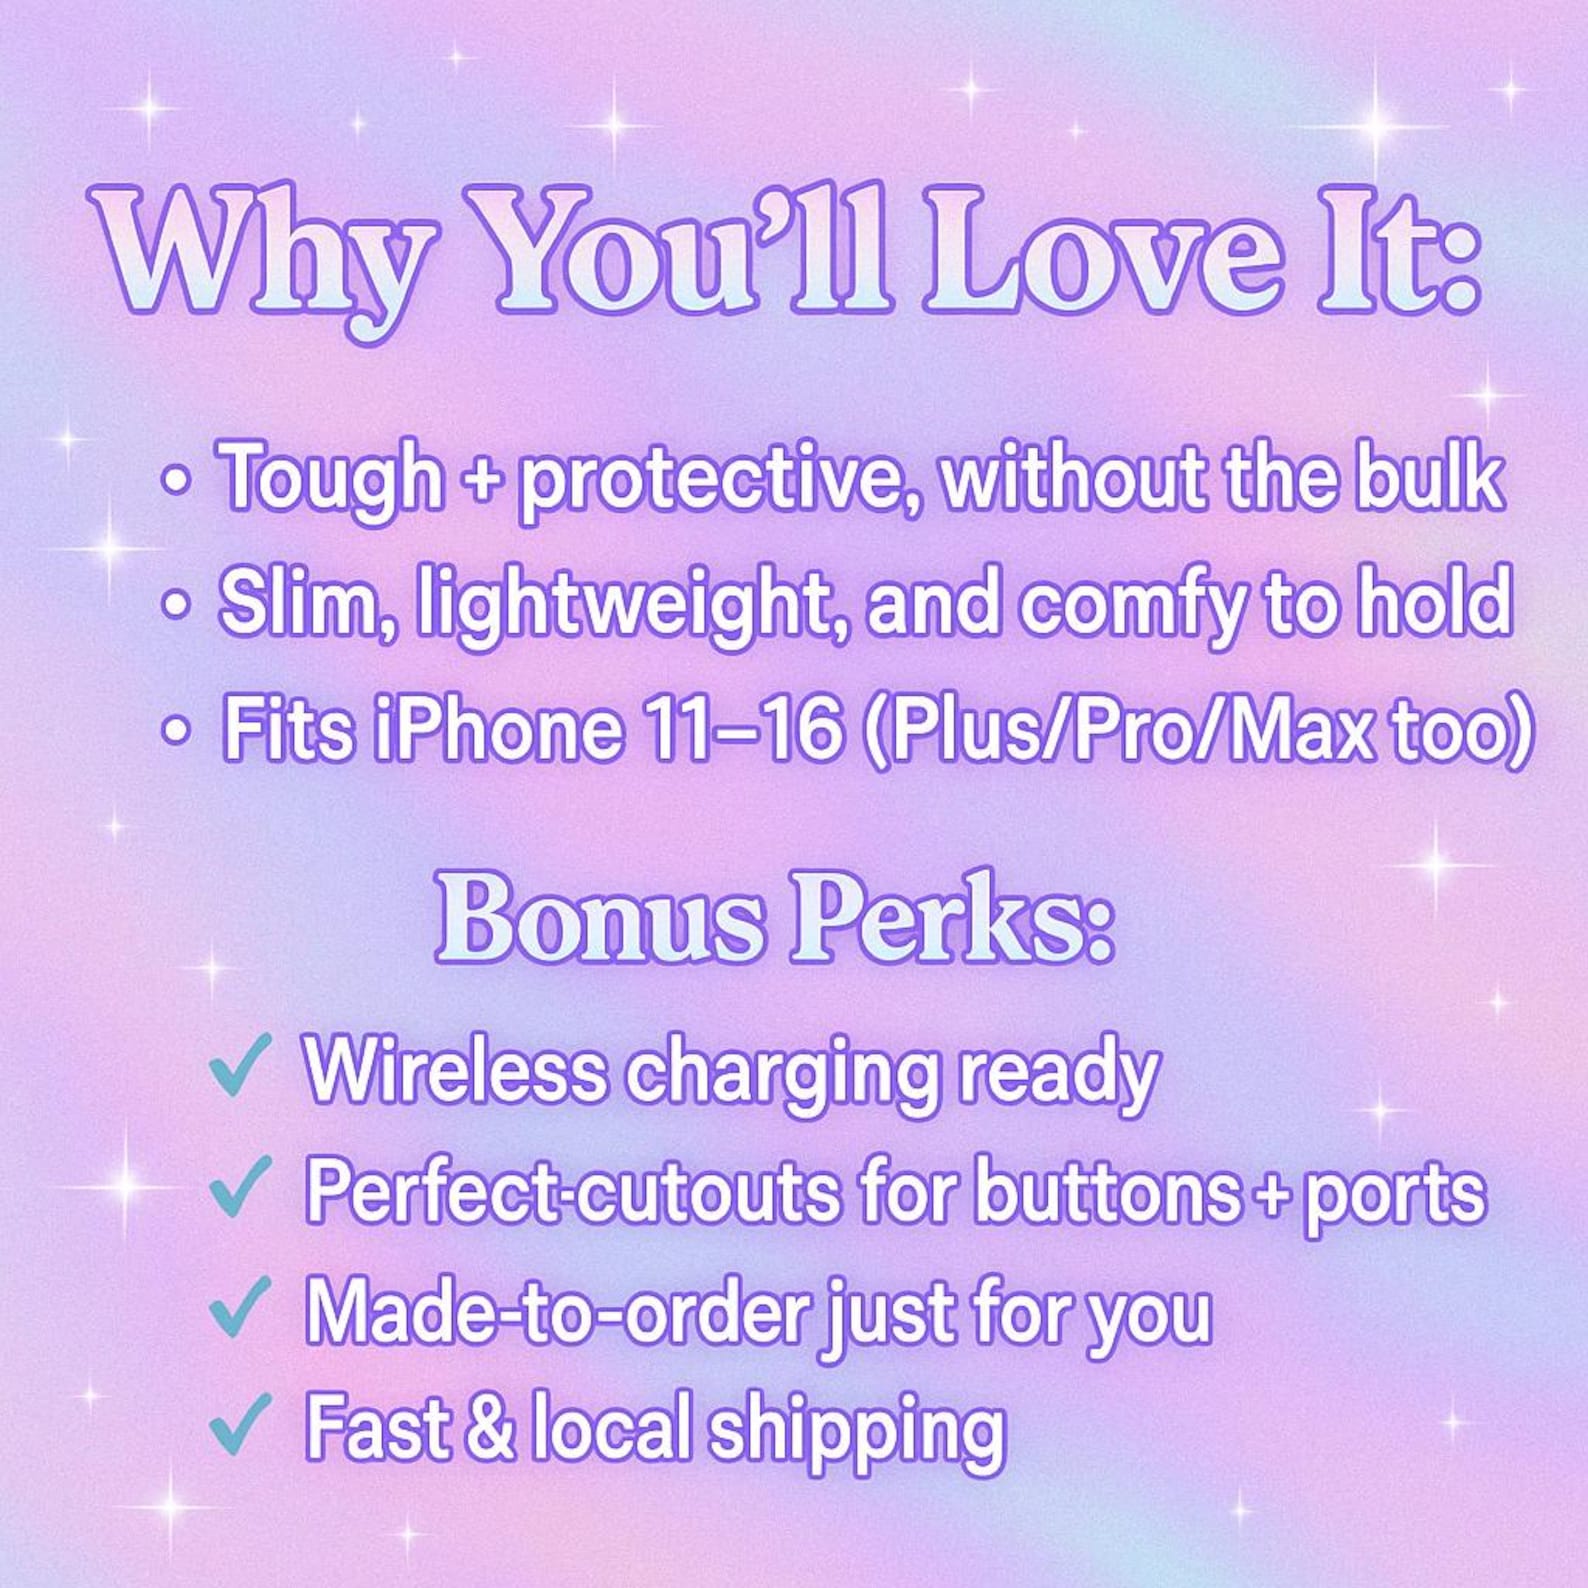 Why You’ll Love It:
• Tough + protective, without the bulk
• Slim, lightweight, and comfy to hold
• Fits iPhone 11–16 (Plus/Pro/Max too)
Bonus Perks:
✓ Wireless charging ready
✓ Perfect-cutouts for buttons + ports
✓ Made-to-order just for you
✓ Fast & local shipping